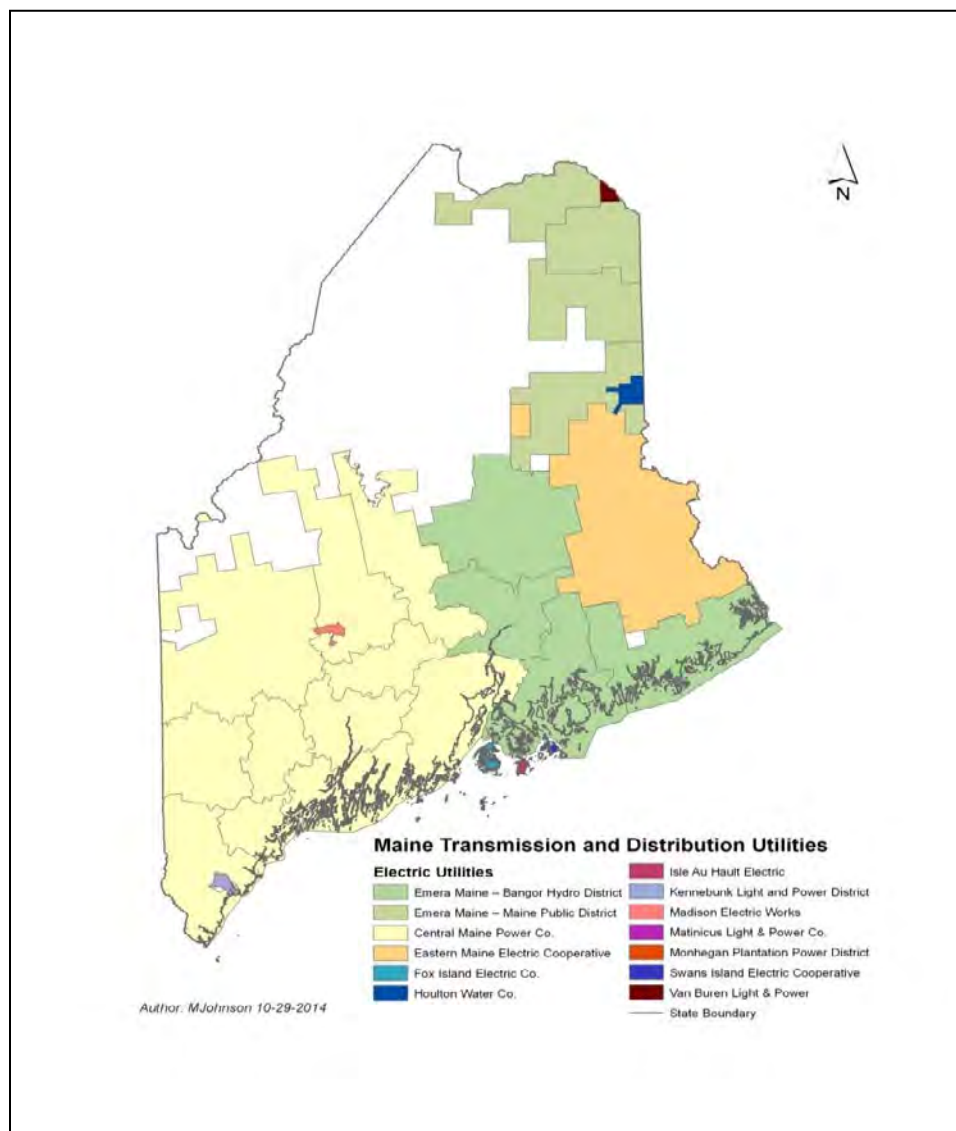 N
Maine Transmission and Distribution Utilities
Electric Utilities
Emera Maine – Bangor Hydro District
Emera Maine – Maine Public District
Central Maine Power Co.
Eastern Maine Electric Cooperative
Fox Island Electric Co.
Houlton Water Co.
Isle Au Hault Electric
Kennebunk Light and Power District
Madison Electric Works
Matinicus Light & Power Co.
Monhegan Plantation Power District
Swans Island Electric Cooperative
Van Buren Light & Power
State Boundary
Author: MJohnson 10-29-2014